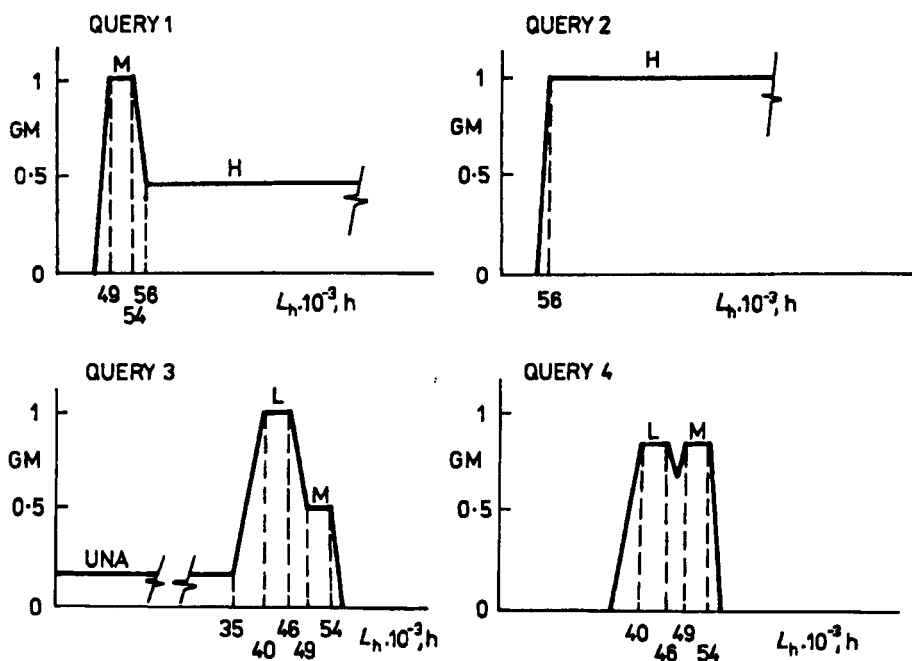 QUERY 1
M
1
GM
H
0·5
0
49 56
54
Lh·10⁻³, h
QUERY 2
H
1
GM
0·5
0
56
Lh·10⁻³, h
QUERY 3
L
1
GM
M
0·5
UNA
0
35 46 54
40 49
Lh·10⁻³, h
QUERY 4
1
L M
GM
0·5
0
40 49
46 54
Lh·10⁻³, h